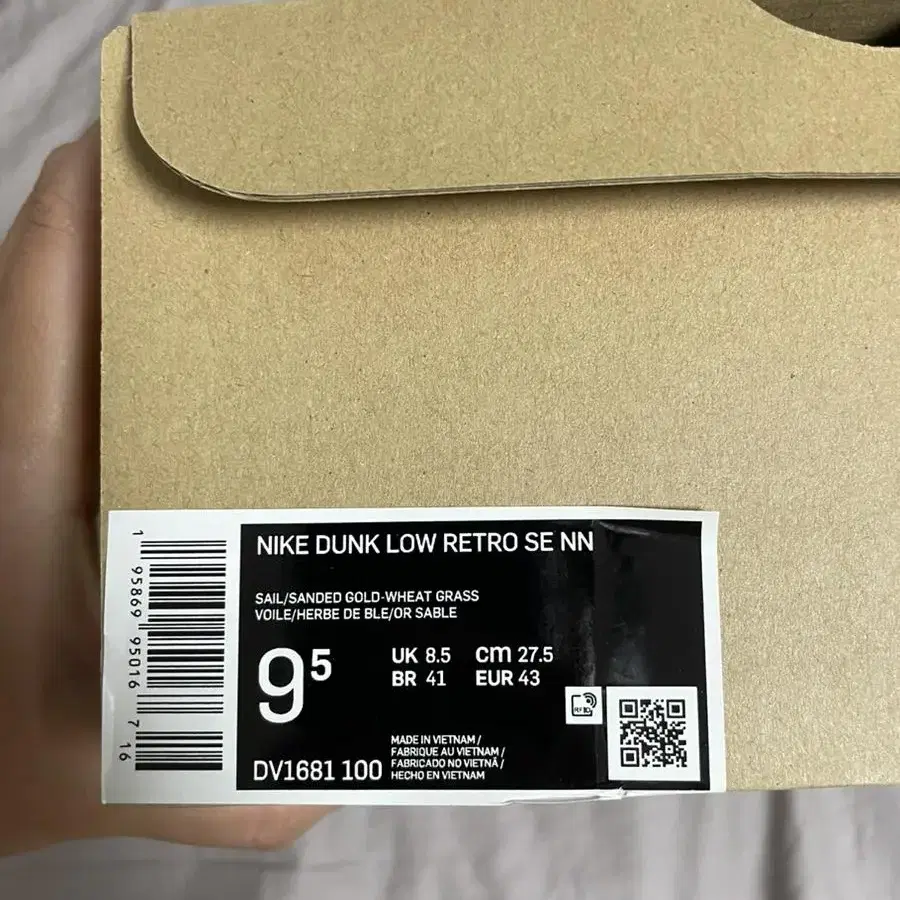 NIKE DUNK LOW RETRO SE NN
SAIL/SANDED GOLD-WHEAT GRASS
VOILE/HERBE DE BLE/OR SABLE
9⁵
UK 8.5 cm 27.5
BR 41 EUR 43
MADE IN VIETNAM /
FABRIQUE AU VIETNAM /
FABRICADO NO VIETNÃ /
HECHO EN VIETNAM
DV1681 100
RFID
1 95869 95016 7 16